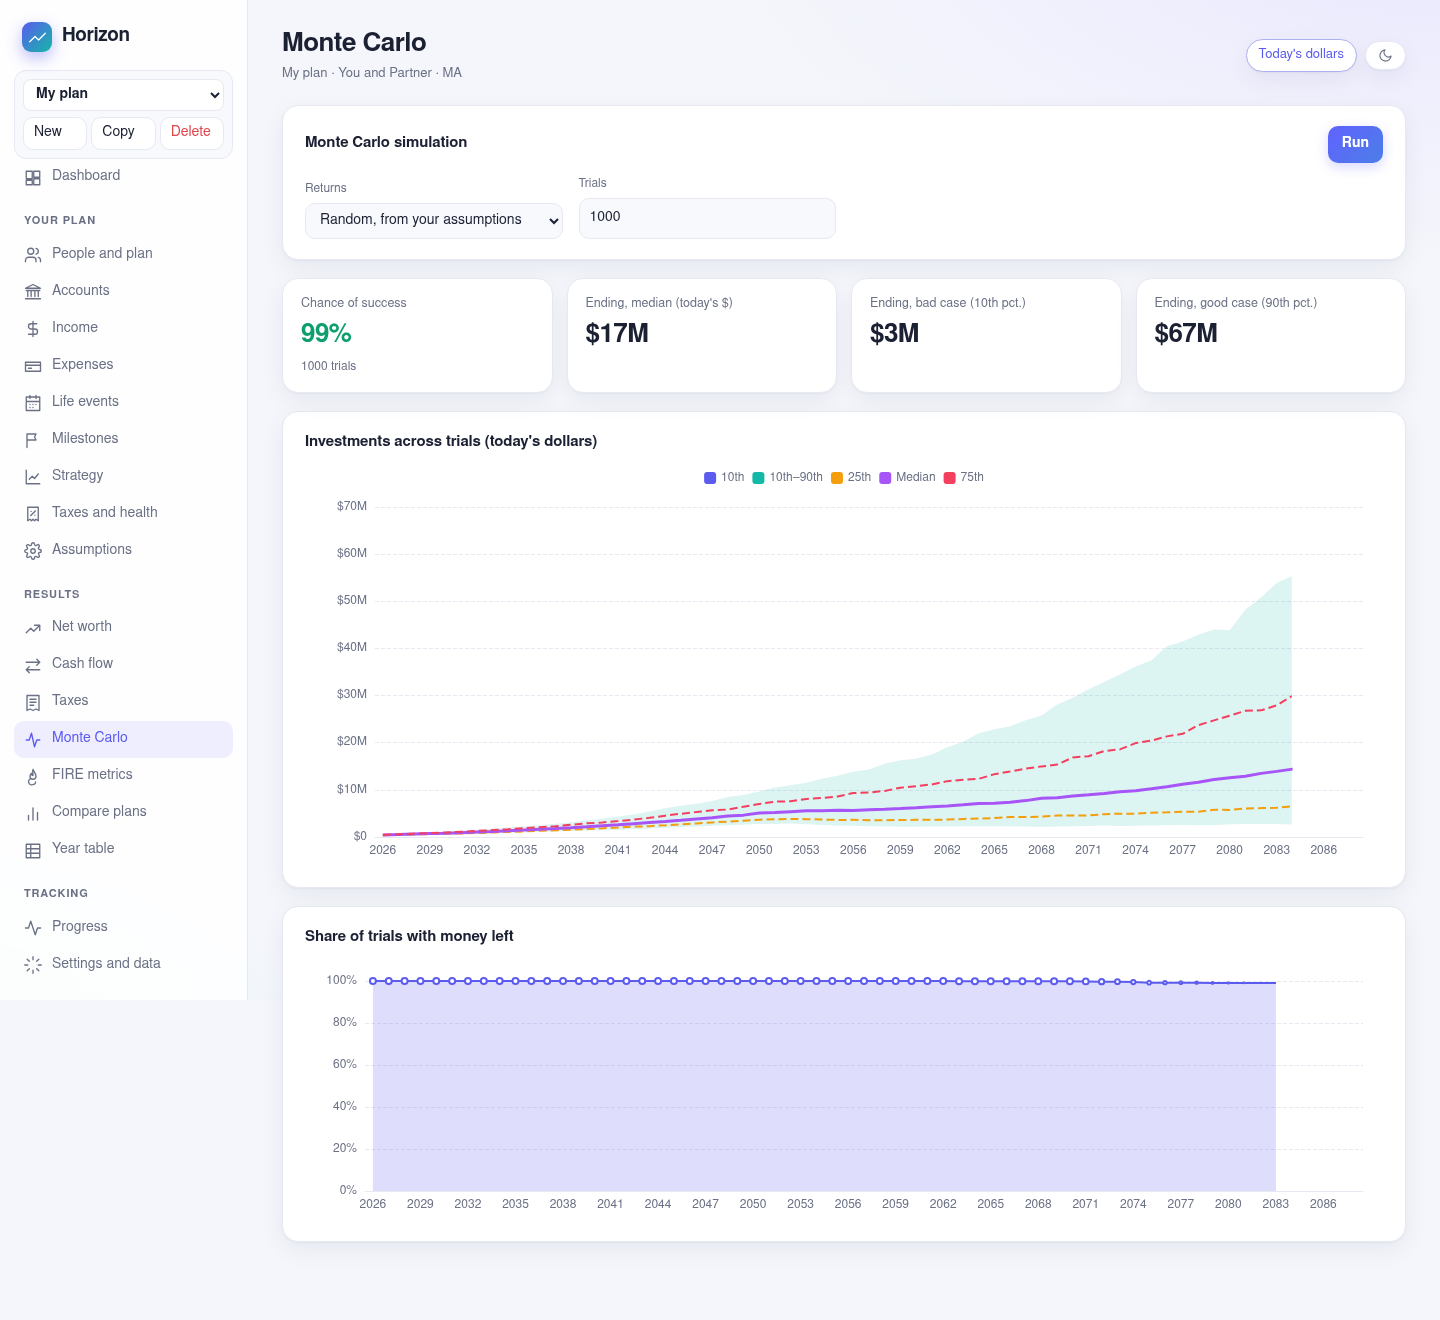 Horizon
My plan
New Copy Delete
Dashboard
YOUR PLAN
People and plan
Accounts
Income
Expenses
Life events
Milestones
Strategy
Taxes and health
Assumptions
RESULTS
Net worth
Cash flow
Taxes
Monte Carlo
FIRE metrics
Compare plans
Year table
TRACKING
Progress
Settings and data
Monte Carlo
My plan · You and Partner · MA
Today's dollars
Monte Carlo simulation
Run
Returns
Random, from your assumptions
Trials
1000
Chance of success
99%
1000 trials
Ending, median (today's $)
$17M
Ending, bad case (10th pct.)
$3M
Ending, good case (90th pct.)
$67M
Investments across trials (today's dollars)
10th 10th–90th 25th Median 75th
$70M
$60M
$50M
$40M
$30M
$20M
$10M
$0
2026 2029 2032 2035 2038 2041 2044 2047 2050 2053 2056 2059 2062 2065 2068 2071 2074 2077 2080 2083 2086
Share of trials with money left
100%
80%
60%
40%
20%
0%
2026 2029 2032 2035 2038 2041 2044 2047 2050 2053 2056 2059 2062 2065 2068 2071 2074 2077 2080 2083 2086